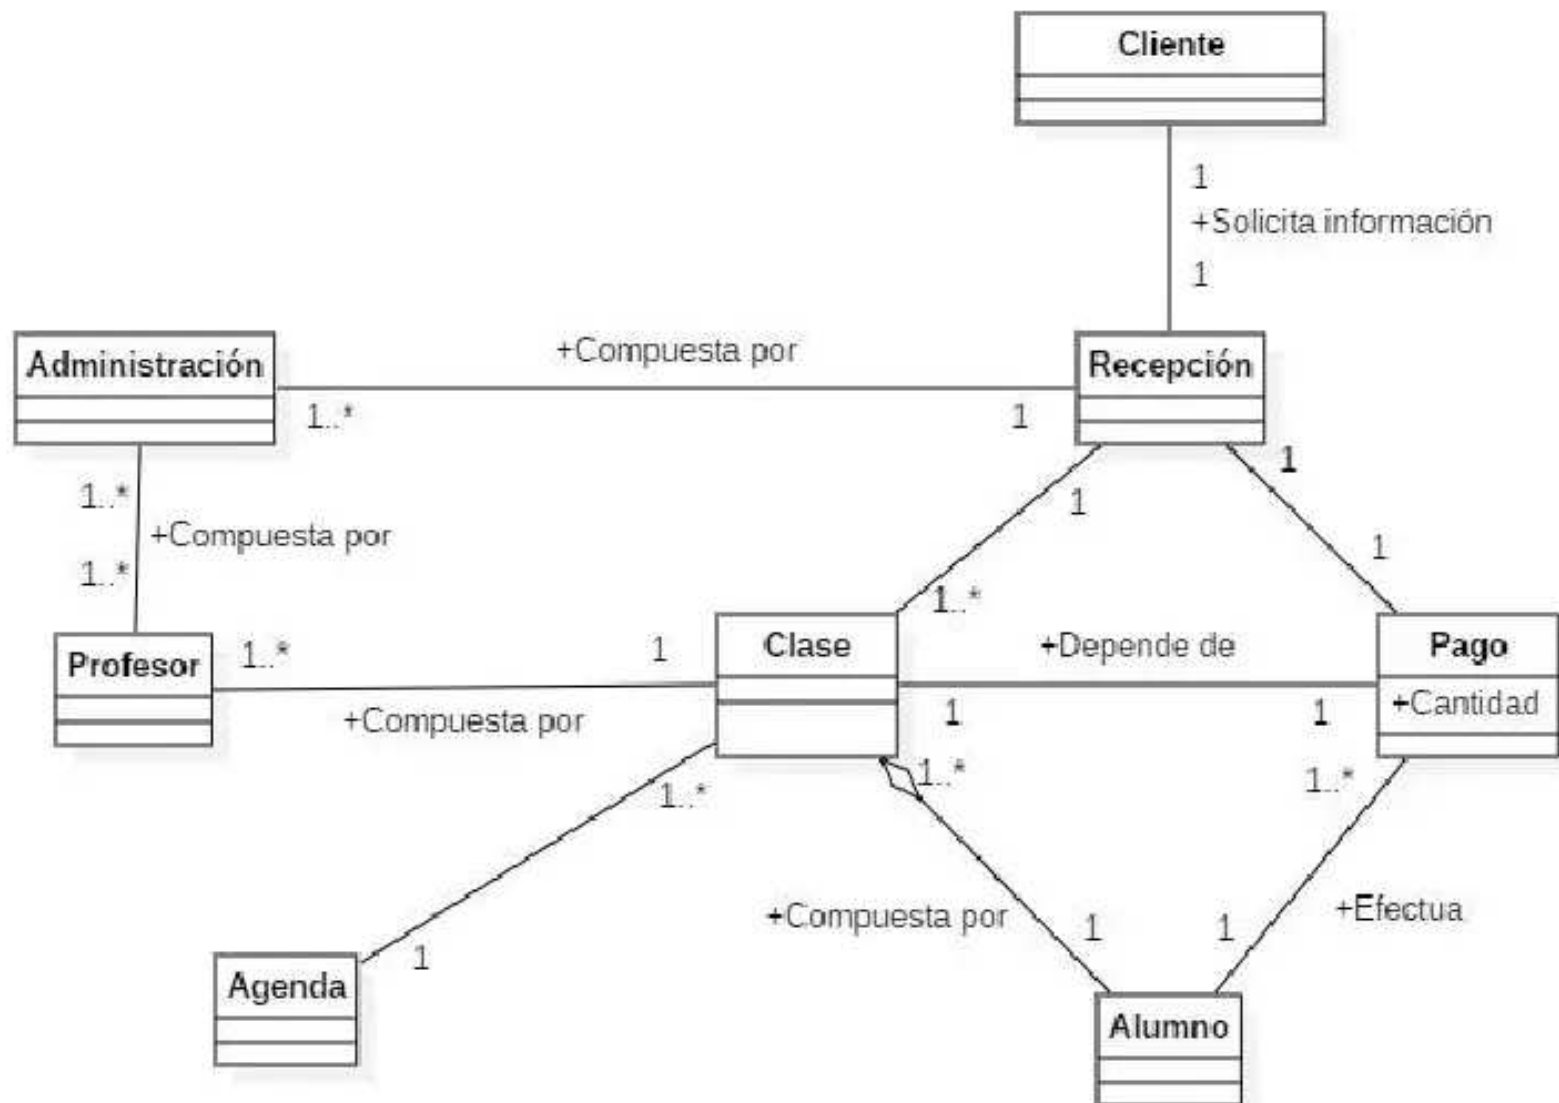 Cliente
1
+Solicita información
1
Administración
+Compuesta por
Recepción
1..*
1
1..*
+Compuesta por
1..*
1
1
1
1..*
Profesor
1..*
1
+Compuesta por
Clase
+Depende de
Pago
+Cantidad
1
1
1..*
1..*
1..*
+Compuesta por
1
1
+Efectua
1
Agenda
Alumno